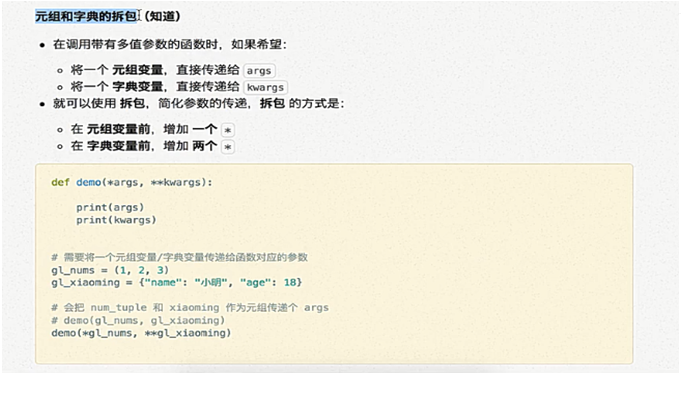 元组和字典的拆包（知道）
• 在调用带有多值参数的函数时，如果希望：
◦ 将一个 元组变量，直接传递给 args
◦ 将一个 字典变量，直接传递给 kwargs
• 就可以使用 拆包，简化参数的传递，拆包 的方式是：
◦ 在 元组变量前，增加 一个 *
◦ 在 字典变量前，增加 两个 *
def demo(*args, **kwargs):
    print(args)
    print(kwargs)
# 需要将一个元组变量/字典变量传递给函数对应的参数
gl_nums = (1, 2, 3)
gl_xiaoming = {"name": "小明", "age": 18}
# 会把 num_tuple 和 xiaoming 作为元组传递个 args
# demo(gl_nums, gl_xiaoming)
demo(*gl_nums, **gl_xiaoming)